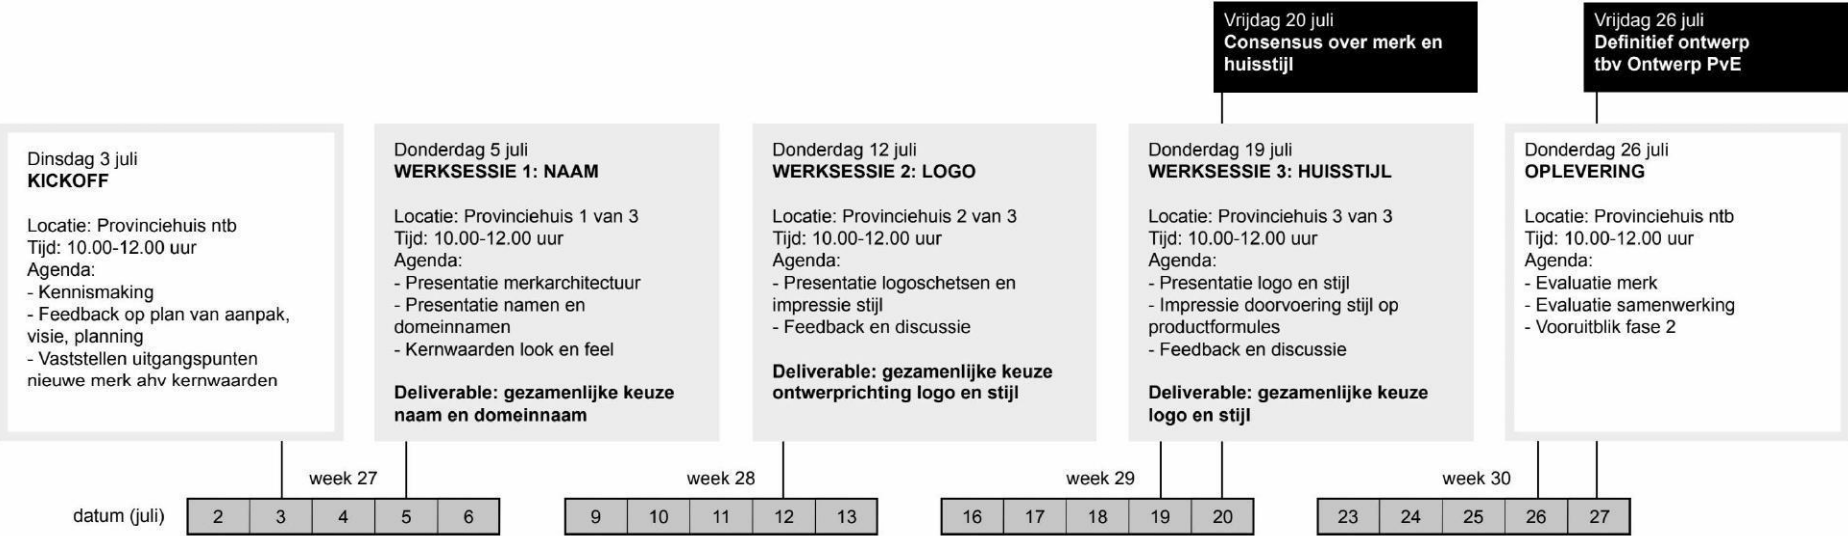 Vrijdag 20 juli
Consensus over merk en
huisstijl
Vrijdag 26 juli
Definitief ontwerp
tbv Ontwerp PvE
Dinsdag 3 juli
KICKOFF
Locatie: Provinciehuis ntb
Tijd: 10.00-12.00 uur
Agenda:
- Kennismaking
- Feedback op plan van aanpak,
visie, planning
- Vaststellen uitgangspunten
nieuwe merk ahv kernwaarden
Donderdag 5 juli
WERKSESSIE 1: NAAM
Locatie: Provinciehuis 1 van 3
Tijd: 10.00-12.00 uur
Agenda:
- Presentatie merkarchitectuur
- Presentatie namen en
domeinnamen
- Kernwaarden look en feel
Deliverable: gezamenlijke keuze
naam en domeinnaam
Donderdag 12 juli
WERKSESSIE 2: LOGO
Locatie: Provinciehuis 2 van 3
Tijd: 10.00-12.00 uur
Agenda:
- Presentatie logoschetsen en
impressie stijl
- Feedback en discussie
Deliverable: gezamenlijke keuze
ontwerprichting logo en stijl
Donderdag 19 juli
WERKSESSIE 3: HUISSTIJL
Locatie: Provinciehuis 3 van 3
Tijd: 10.00-12.00 uur
Agenda:
- Presentatie logo en stijl
- Impressie doorvoering stijl op
productformules
- Feedback en discussie
Deliverable: gezamenlijke keuze
logo en stijl
Donderdag 26 juli
OPLEVERING
Locatie: Provinciehuis ntb
Tijd: 10.00-12.00 uur
Agenda:
- Evaluatie merk
- Evaluatie samenwerking
- Vooruitblik fase 2
week 27 week 28 week 29 week 30
datum (juli) 2 3 4 5 6 9 10 11 12 13 16 17 18 19 20 23 24 25 26 27